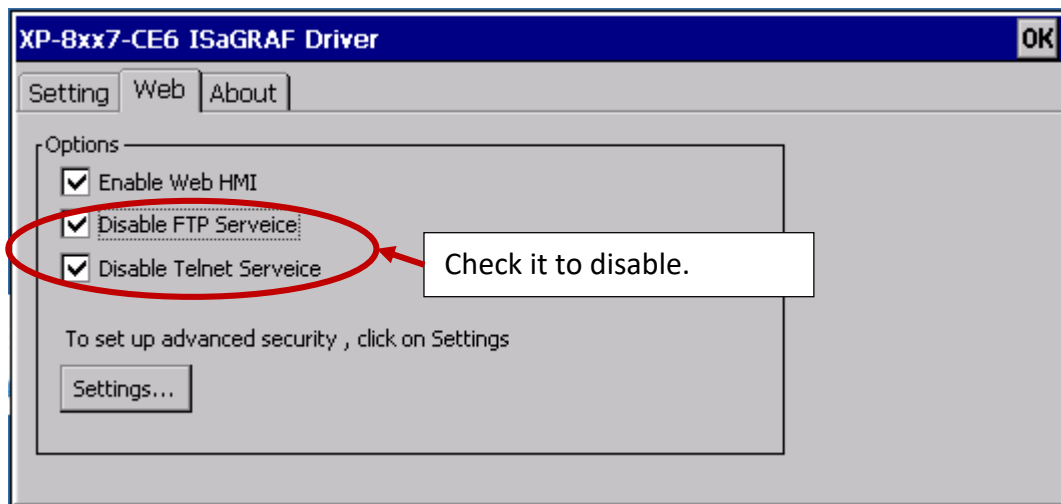 XP-8xx7-CE6 ISaGRAF Driver OK
Setting Web About
Options
Enable Web HMI
Disable FTP Serveice
Disable Telnet Serveice
Check it to disable.
To set up advanced security , click on Settings
Settings...